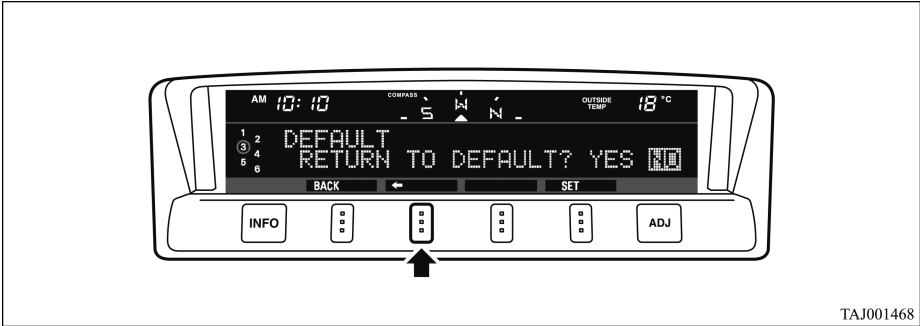 AM 10:10 COMPASS S W N OUTSIDE TEMP 18 °C
1 2 3 4 5 6
DEFAULT
RETURN TO DEFAULT? YES NO
BACK ← SET
INFO ADJ
TAJ001468